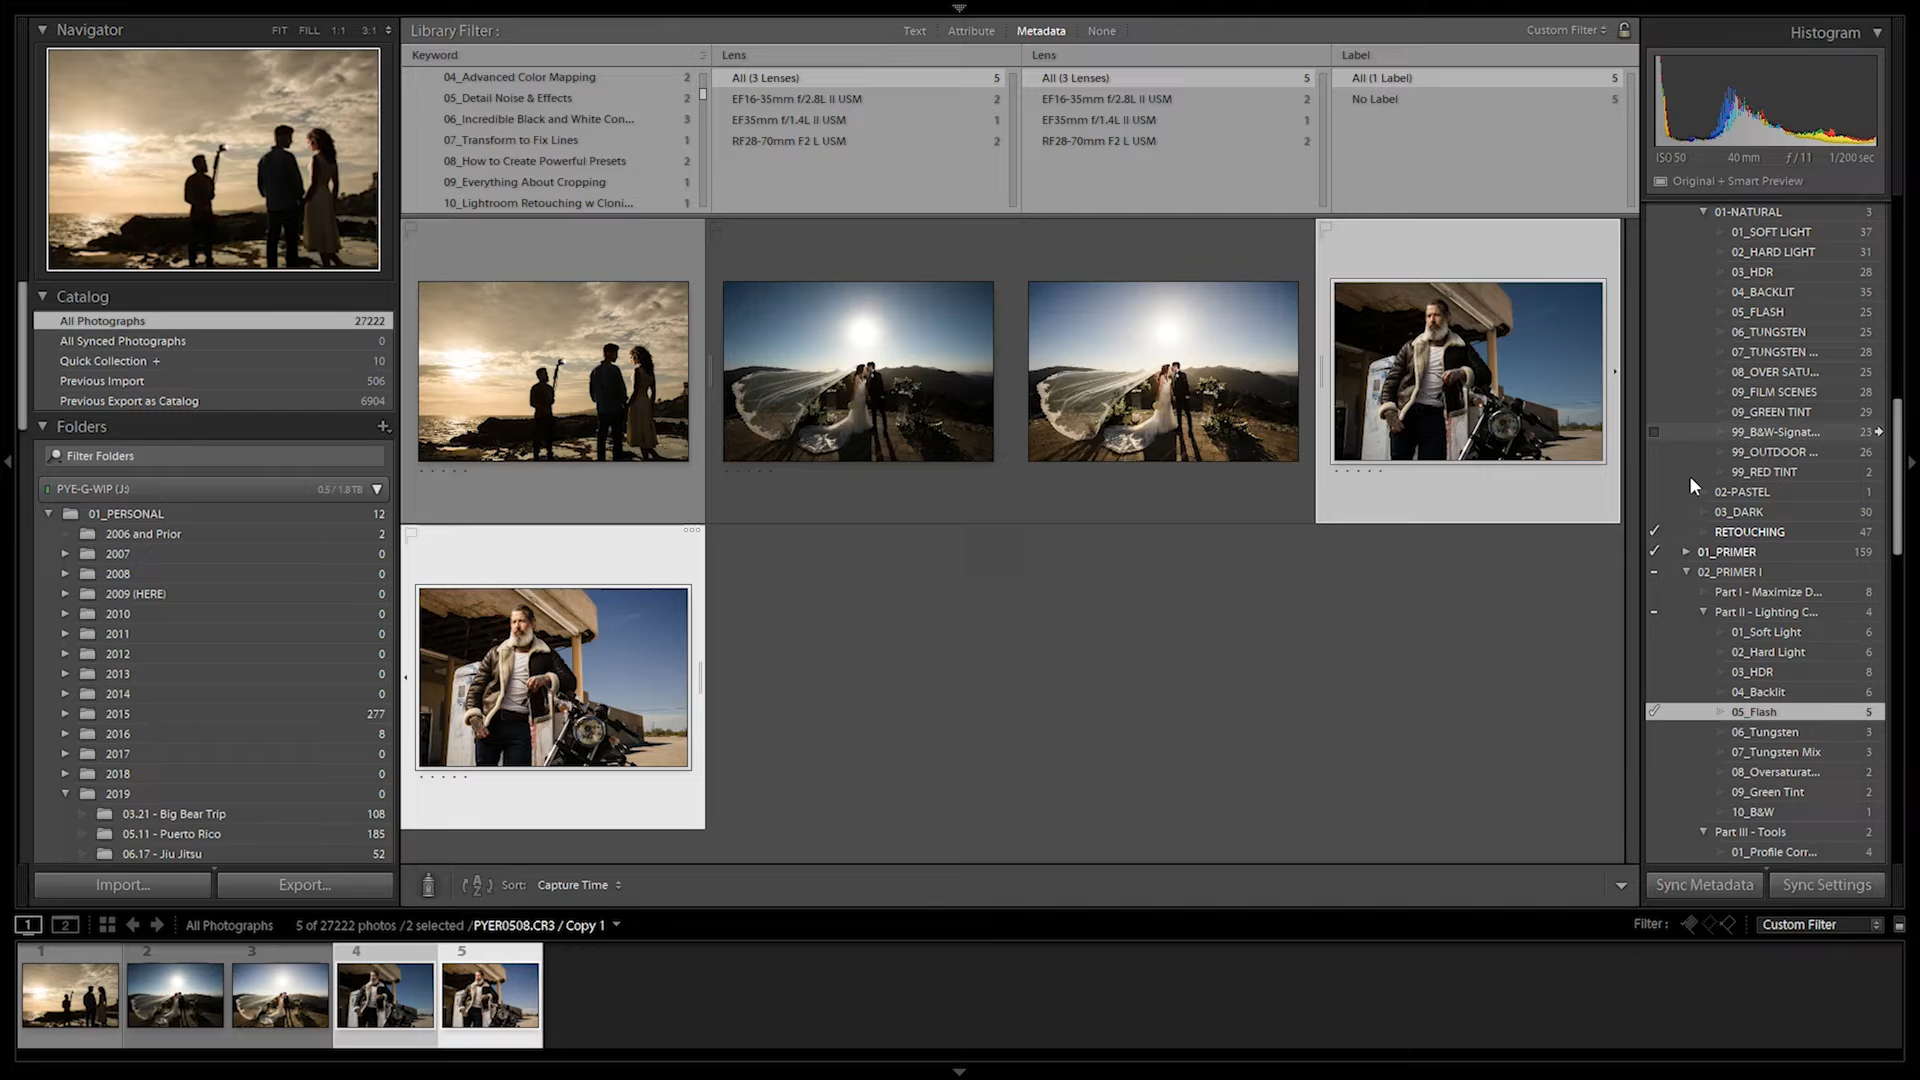 Navigator FIT FILL 1:1 3:1
Library Filter : Text Attribute Metadata None Custom Filter
Histogram
Keyword Lens Lens Label
04_Advanced Color Mapping 2
05_Detail Noise & Effects 2
06_Incredible Black and White Con... 3
07_Transform to Fix Lines 1
08_How to Create Powerful Presets 2
09_Everything About Cropping 1
10_Lightroom Retouching w Cloni... 1
All (3 Lenses) 5
EF16-35mm f/2.8L II USM 2
EF35mm f/1.4L II USM 1
RF28-70mm F2 L USM 2
All (3 Lenses) 5
EF16-35mm f/2.8L II USM 2
EF35mm f/1.4L II USM 1
RF28-70mm F2 L USM 2
All (1 Label) 5
No Label 5
ISO 50 40 mm ƒ / 11 1/200 sec
Original + Smart Preview
Catalog
All Photographs 27222
All Synced Photographs 0
Quick Collection + 10
Previous Import 506
Previous Export as Catalog 6904
Folders +
Filter Folders
PYE-G-WIP (J:) 0.5 / 1.8 TB
01_PERSONAL 12
2006 and Prior 2
2007 0
2008 0
2009 (HERE) 0
2010 0
2011 0
2012 0
2013 0
2014 0
2015 277
2016 8
2017 0
2018 0
2019 0
03.21 - Big Bear Trip 108
05.11 - Puerto Rico 185
06.17 - Jiu Jitsu 52
Import... Export...
01-NATURAL 3
01_SOFT LIGHT 37
02_HARD LIGHT 31
03_HDR 28
04_BACKLIT 35
05_FLASH 25
06_TUNGSTEN 25
07_TUNGSTEN ... 28
08_OVER SATU... 25
09_FILM SCENES 28
09_GREEN TINT 29
99_B&W-Signat... 23
99_OUTDOOR ... 26
99_RED TINT 2
02-PASTEL 1
03_DARK 30
RETOUCHING 47
01_PRIMER 159
02_PRIMER I
Part I - Maximize D... 8
Part II - Lighting C... 4
01_Soft Light 6
02_Hard Light 6
03_HDR 8
04_Backlit 6
05_Flash 5
06_Tungsten 3
07_Tungsten Mix 3
08_Oversaturat... 2
09_Green Tint 2
10_B&W 1
Part III - Tools 2
01_Profile Corr... 4
Sort: Capture Time
Sync Metadata Sync Settings
1 2 All Photographs 5 of 27222 photos /2 selected /PYER0508.CR3 / Copy 1
Filter : Custom Filter
1 2 3 4 5